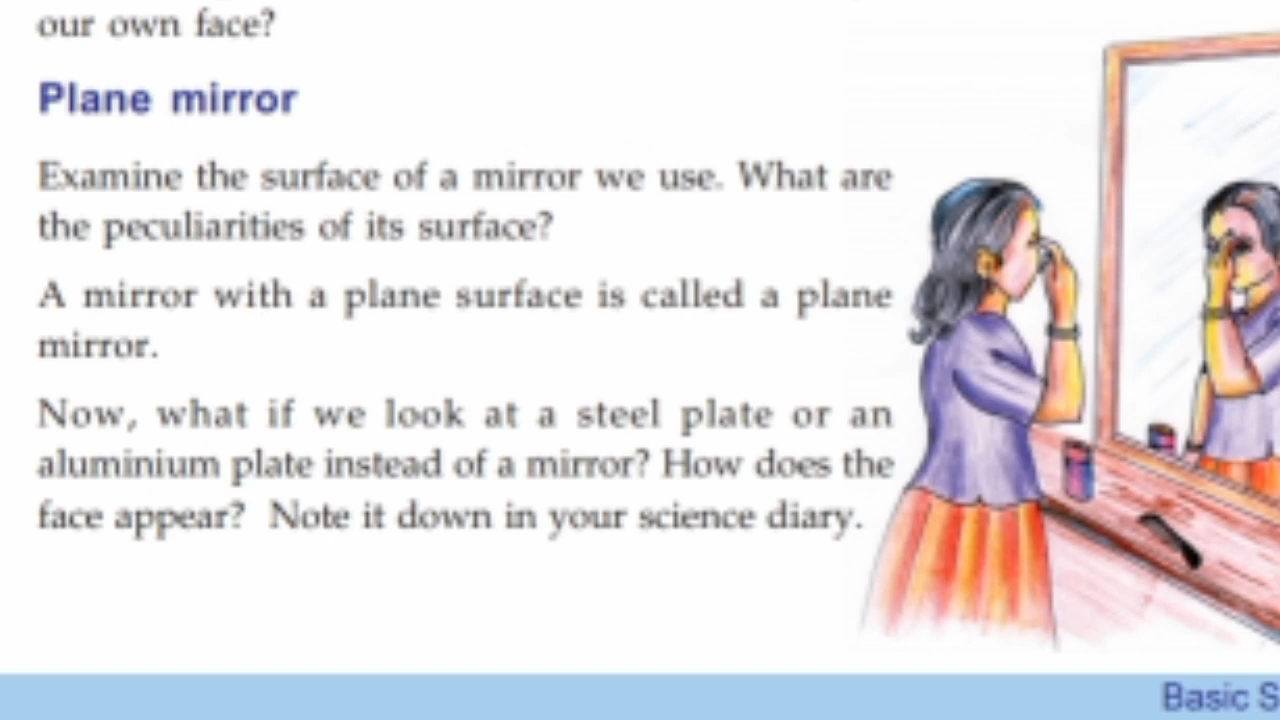 our own face?
Plane mirror
Examine the surface of a mirror we use. What are
the peculiarities of its surface?
A mirror with a plane surface is called a plane
mirror.
Now, what if we look at a steel plate or an
aluminium plate instead of a mirror? How does the
face appear? Note it down in your science diary.
Basic